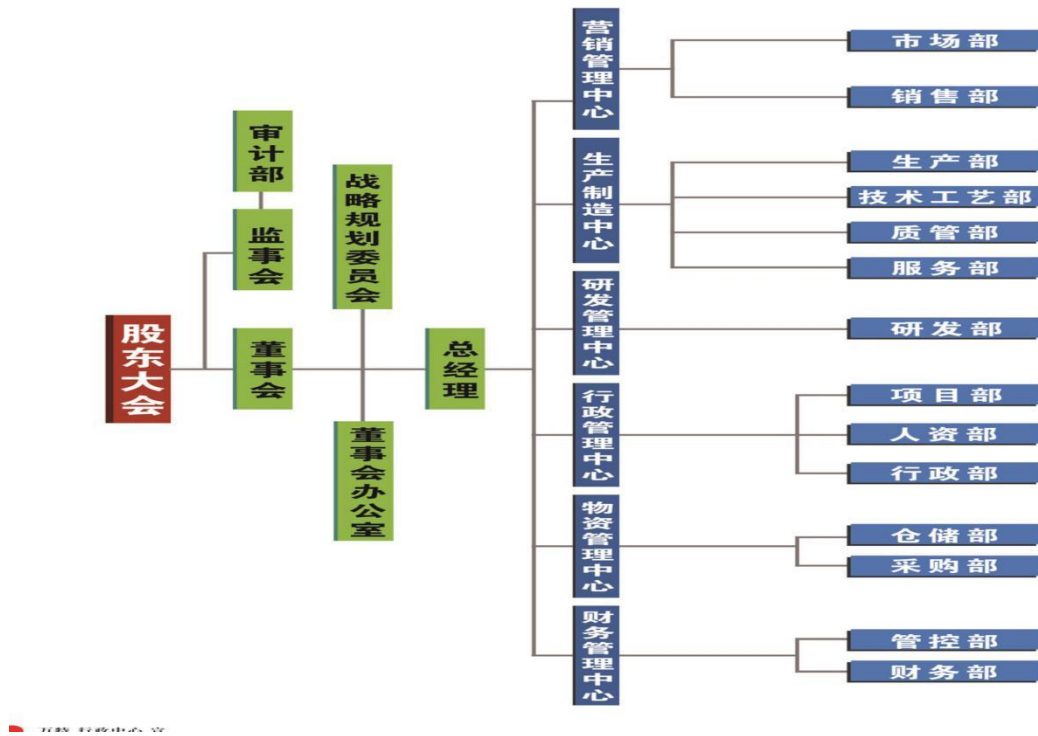 股东大会
审计部
监事会
董事会
战略规划委员会
董事会办公室
总经理
营销管理中心
市场部
销售部
生产制造中心
生产部
技术工艺部
质管部
服务部
研发管理中心
研发部
行政管理中心
项目部
人资部
行政部
物资管理中心
仓储部
采购部
财务管理中心
管控部
财务部